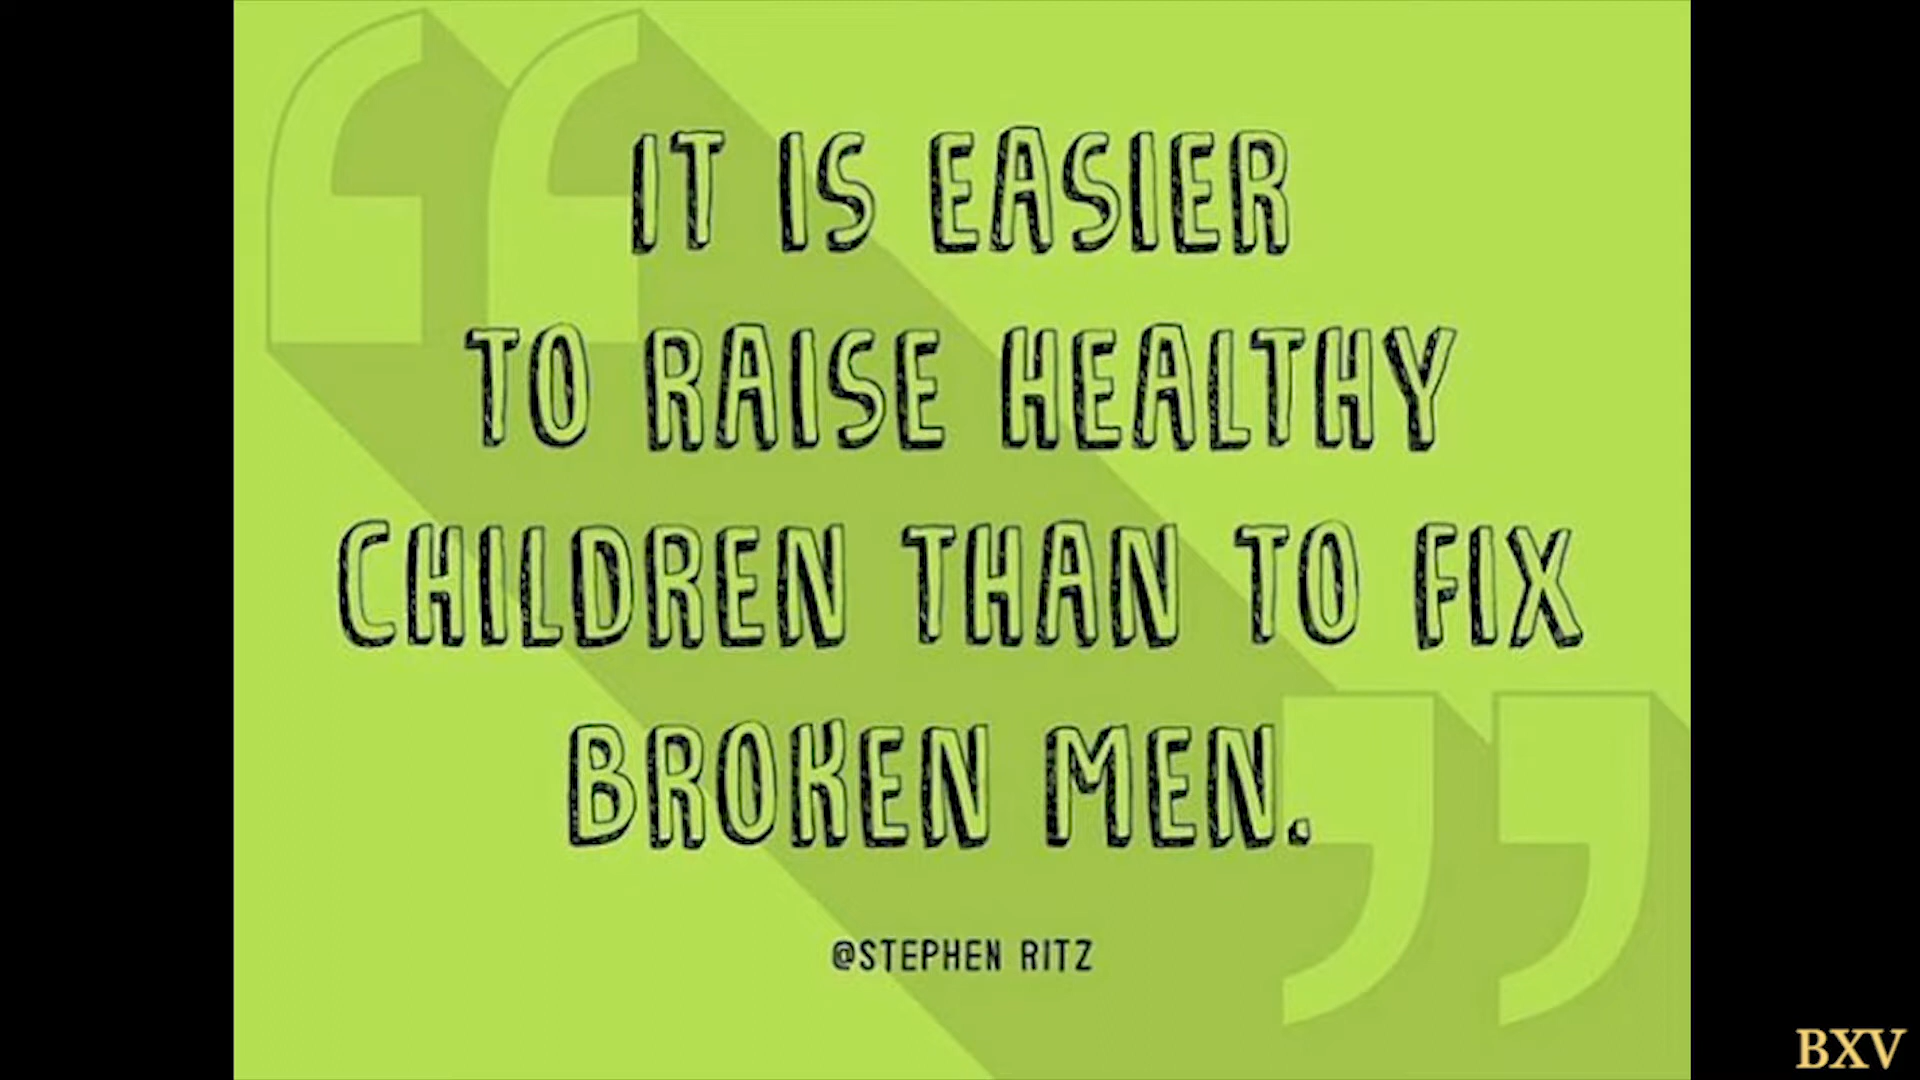 IT IS EASIER
TO RAISE HEALTHY
CHILDREN THAN TO FIX
BROKEN MEN.
@STEPHEN RITZ
BXV